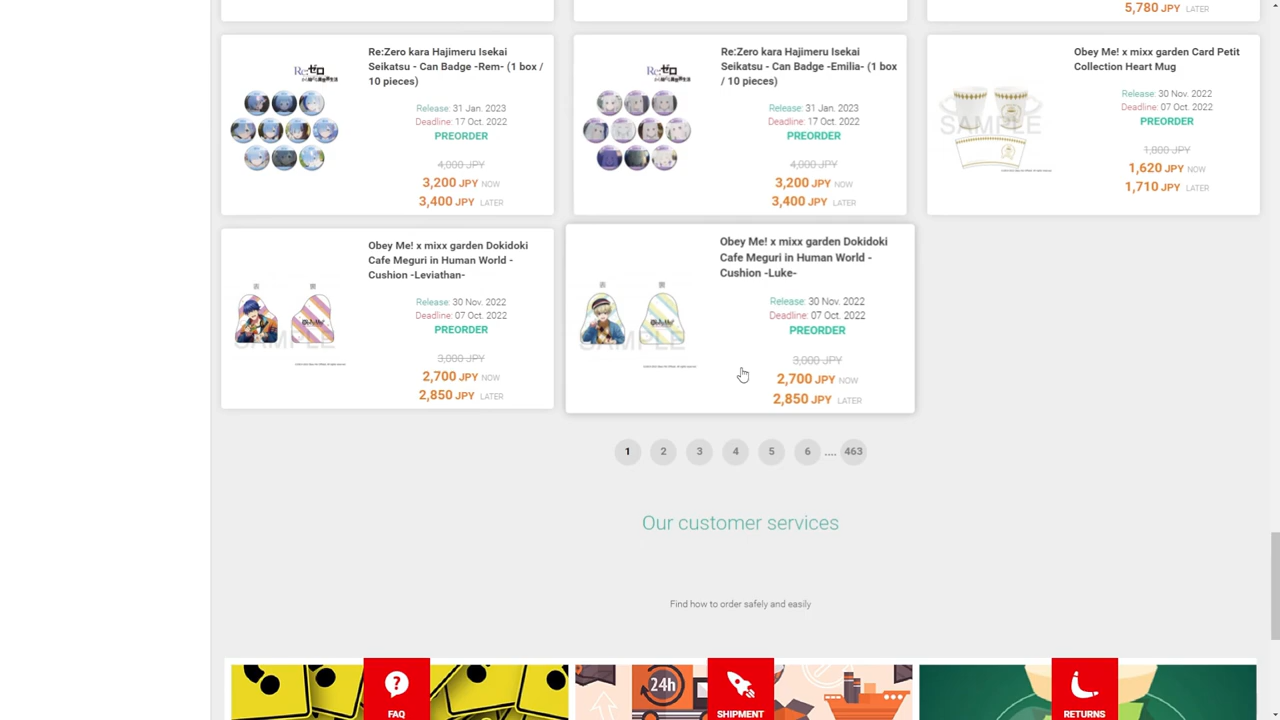 5,780 JPY LATER
Re:Zero kara Hajimeru Isekai
Seikatsu - Can Badge -Rem- (1 box /
10 pieces)
Release: 31 Jan. 2023
Deadline: 17 Oct. 2022
PREORDER
4,000 JPY
3,200 JPY NOW
3,400 JPY LATER
Re:Zero kara Hajimeru Isekai
Seikatsu - Can Badge -Emilia- (1 box
/ 10 pieces)
Release: 31 Jan. 2023
Deadline: 17 Oct. 2022
PREORDER
4,000 JPY
3,200 JPY NOW
3,400 JPY LATER
Obey Me! x mixx garden Card Petit
Collection Heart Mug
SAMPLE
Release: 30 Nov. 2022
Deadline: 07 Oct. 2022
PREORDER
1,800 JPY
1,620 JPY NOW
1,710 JPY LATER
Obey Me! x mixx garden Dokidoki
Cafe Meguri in Human World -
Cushion -Leviathan-
SAMPLE
Release: 30 Nov. 2022
Deadline: 07 Oct. 2022
PREORDER
3,000 JPY
2,700 JPY NOW
2,850 JPY LATER
Obey Me! x mixx garden Dokidoki
Cafe Meguri in Human World -
Cushion -Luke-
SAMPLE
Release: 30 Nov. 2022
Deadline: 07 Oct. 2022
PREORDER
3,000 JPY
2,700 JPY NOW
2,850 JPY LATER
1 2 3 4 5 6 .... 463
Our customer services
Find how to order safely and easily
FAQ
24h
SHIPMENT
RETURNS